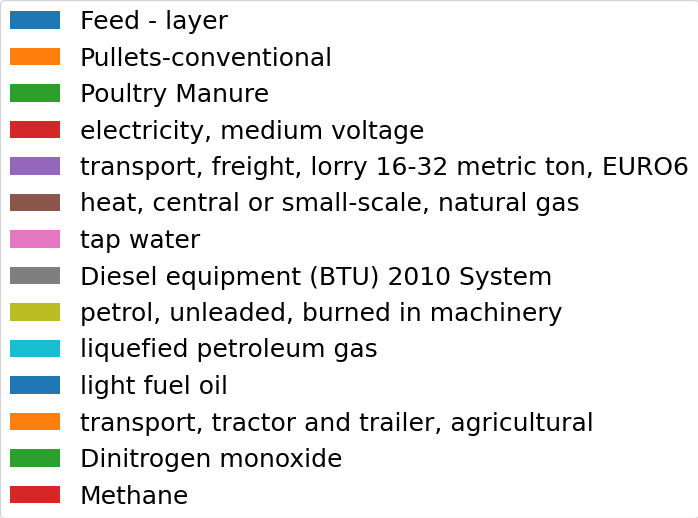 Feed - layer
Pullets-conventional
Poultry Manure
electricity, medium voltage
transport, freight, lorry 16-32 metric ton, EURO6
heat, central or small-scale, natural gas
tap water
Diesel equipment (BTU) 2010 System
petrol, unleaded, burned in machinery
liquefied petroleum gas
light fuel oil
transport, tractor and trailer, agricultural
Dinitrogen monoxide
Methane